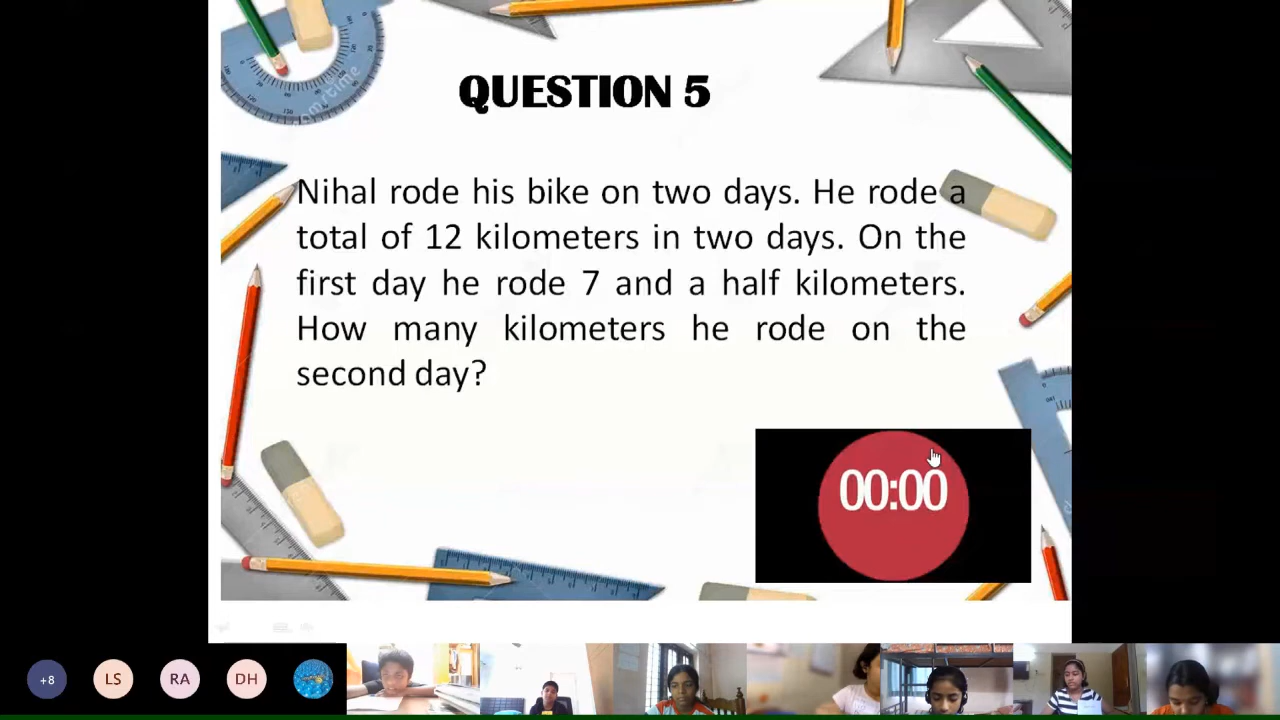 QUESTION 5
Nihal rode his bike on two days. He rode a
total of 12 kilometers in two days. On the
first day he rode 7 and a half kilometers.
How many kilometers he rode on the
second day?
00:00
+8
LS
RA
DH